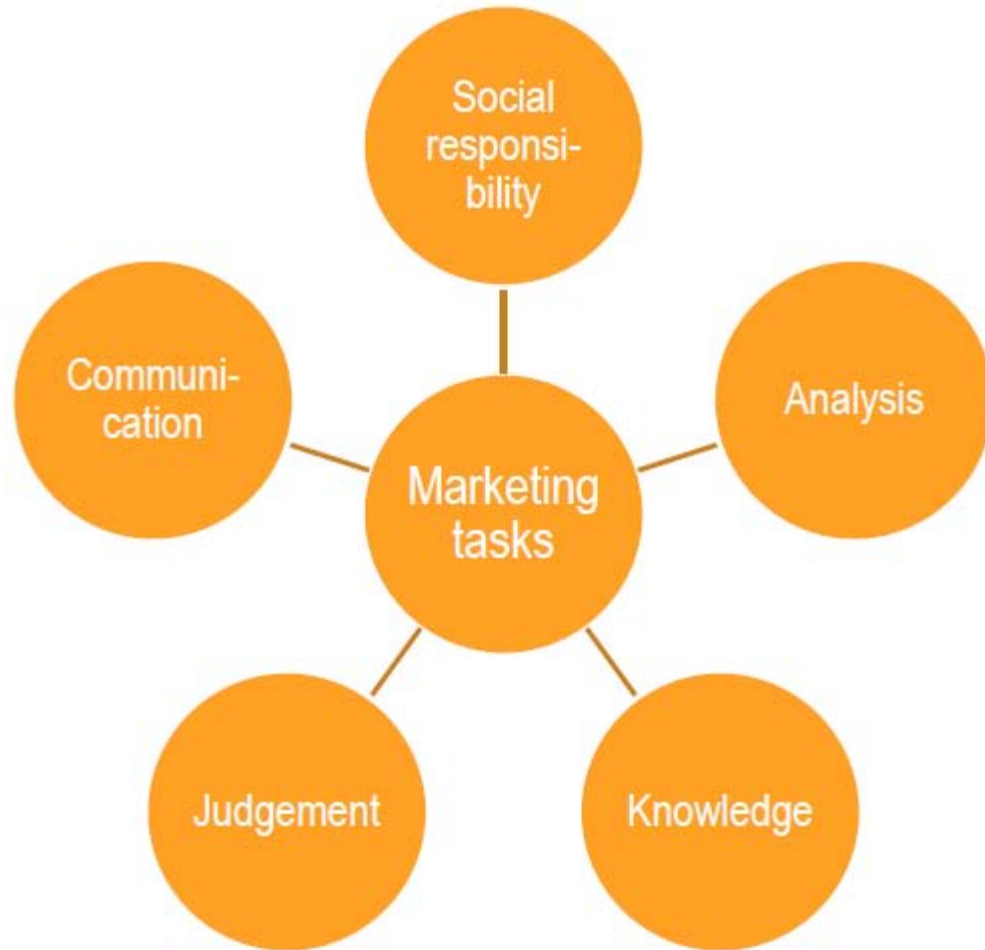 Social
responsi-
bility
Communi-
cation
Analysis
Marketing
tasks
Judgement
Knowledge